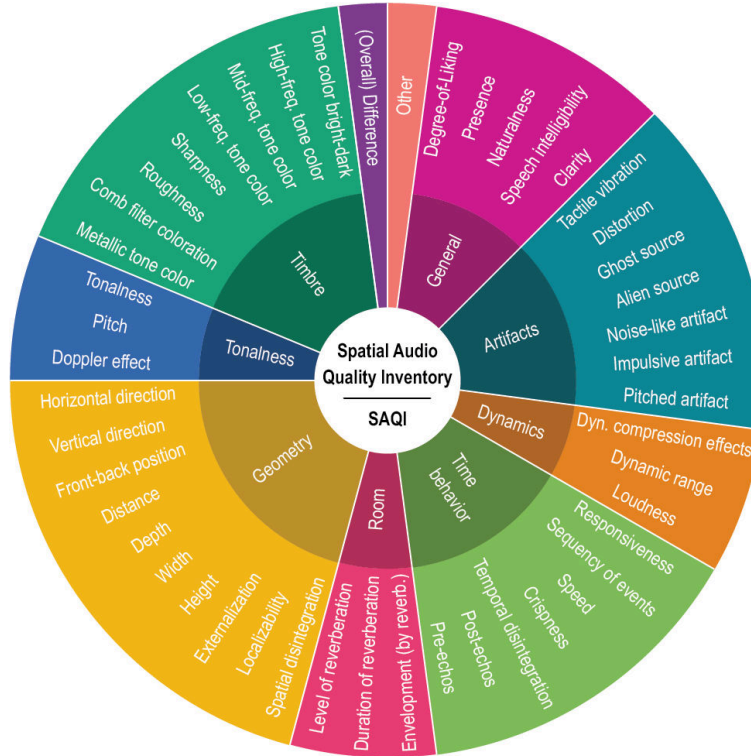 Spatial Audio
Quality Inventory
SAQI
(Overall) Difference
Other
General
Degree-of-Liking
Presence
Naturalness
Speech intelligibility
Clarity
Artifacts
Tactile vibration
Distortion
Ghost source
Alien source
Noise-like artifact
Impulsive artifact
Pitched artifact
Dynamics
Dyn. compression effects
Dynamic range
Loudness
Time
behavior
Responsiveness
Sequence of events
Speed
Crispness
Temporal disintegration
Post-echos
Pre-echos
Room
Envelopment (by reverb.)
Duration of reverberation
Level of reverberation
Geometry
Spatial disintegration
Localizability
Externalization
Height
Width
Depth
Distance
Front-back position
Vertical direction
Horizontal direction
Tonalness
Doppler effect
Pitch
Tonalness
Timbre
Metallic tone color
Comb filter coloration
Roughness
Sharpness
Low-freq. tone color
Mid-freq. tone color
High-freq. tone color
Tone color bright-dark